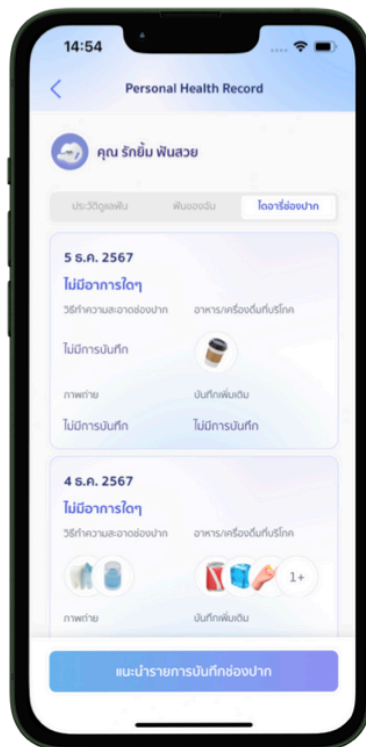 14:54
Personal Health Record
คุณ รักยิ้ม ฟันสวย
ประวัติดูแลฟัน ฟันของฉัน ไดอารี่ช่องปาก
5 ธ.ค. 2567
ไม่มีอาการใดๆ
วิธีทำความสะอาดช่องปาก อาหาร/เครื่องดื่มที่บริโภค
ไม่มีการบันทึก
ภาพถ่าย บันทึกเพิ่มเติม
ไม่มีการบันทึก ไม่มีการบันทึก
4 ธ.ค. 2567
ไม่มีอาการใดๆ
วิธีทำความสะอาดช่องปาก อาหาร/เครื่องดื่มที่บริโภค
1+
ภาพถ่าย บันทึกเพิ่มเติม
แนะนำรายการบันทึกช่องปาก